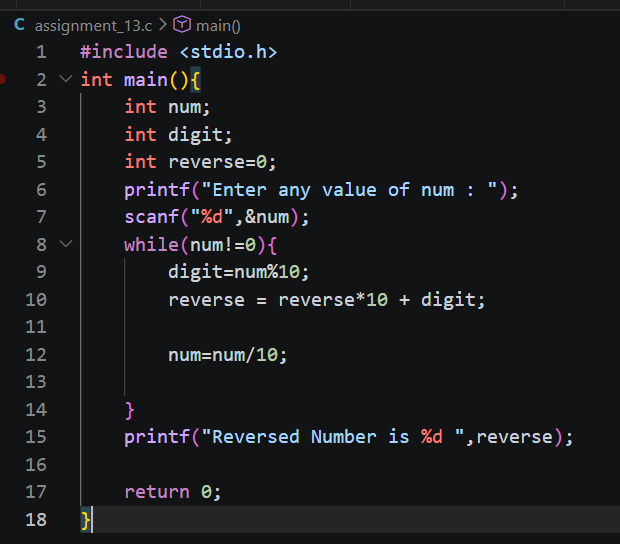 C assignment_13.c > main()
1 #include <stdio.h>
2 int main(){
3     int num;
4     int digit;
5     int reverse=0;
6     printf("Enter any value of num : ");
7     scanf("%d",&num);
8     while(num!=0){
9         digit=num%10;
10         reverse = reverse*10 + digit;
11
12         num=num/10;
13
14     }
15     printf("Reversed Number is %d ",reverse);
16
17     return 0;
18 }